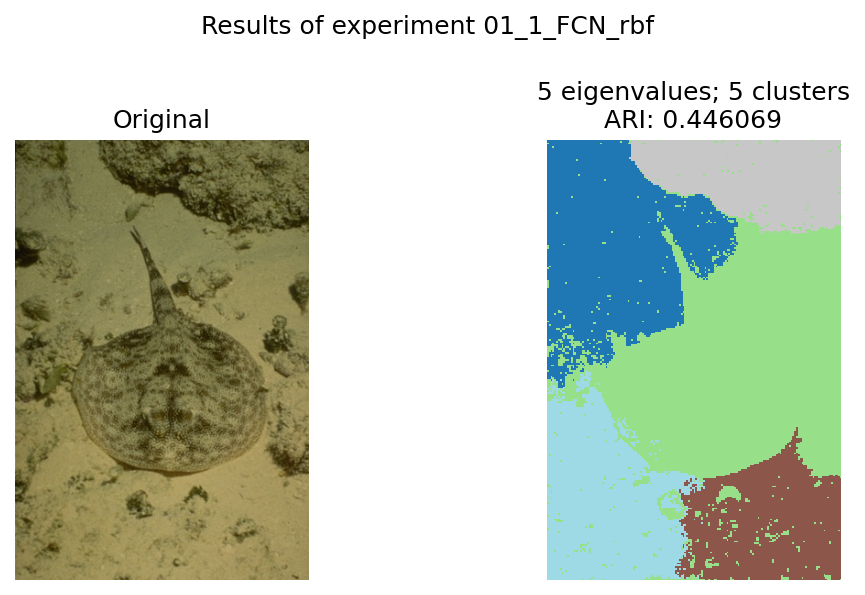 Results of experiment 01_1_FCN_rbf
Original
5 eigenvalues; 5 clusters
ARI: 0.446069